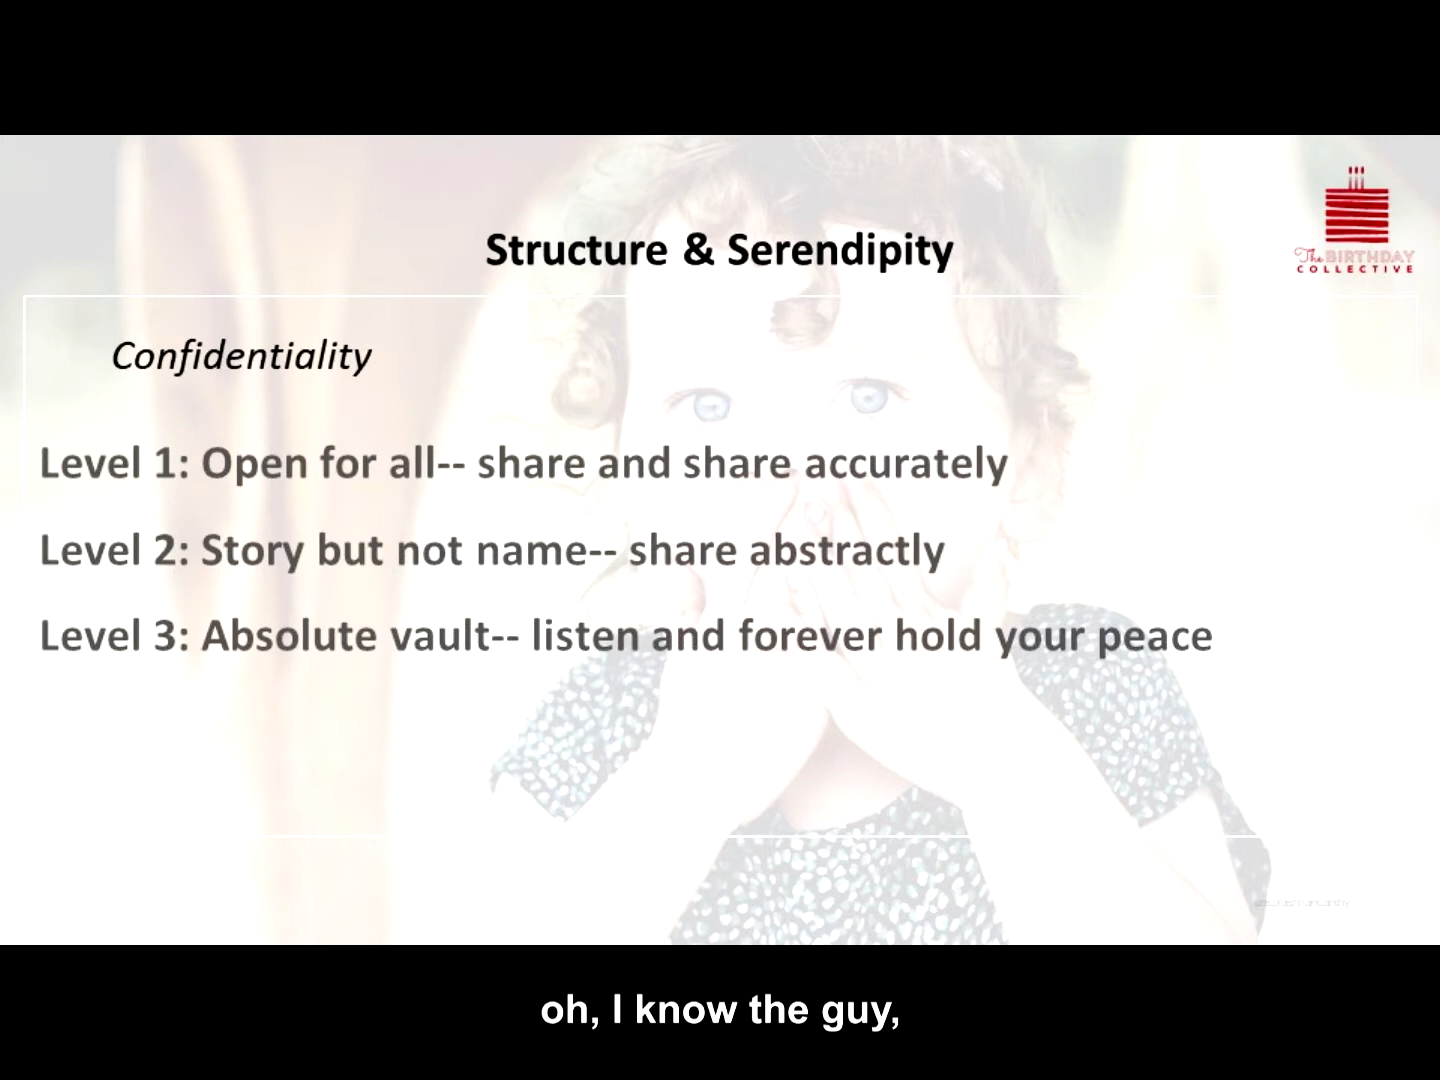 Structure & Serendipity
The BIRTHDAY
COLLECTIVE
Confidentiality
Level 1: Open for all-- share and share accurately
Level 2: Story but not name-- share abstractly
Level 3: Absolute vault-- listen and forever hold your peace
oh, I know the guy,